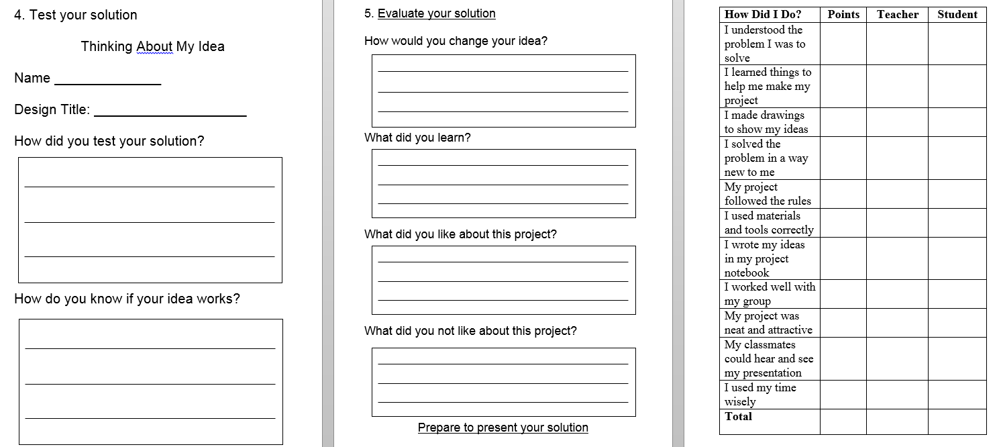 4. Test your solution
Thinking About My Idea
Name _______________
Design Title: ______________________
How did you test your solution?
How do you know if your idea works?
5. Evaluate your solution
How would you change your idea?
What did you learn?
What did you like about this project?
What did you not like about this project?
Prepare to present your solution
How Did I Do? Points Teacher Student
I understood the
problem I was to
solve
I learned things to
help me make my
project
I made drawings
to show my ideas
I solved the
problem in a way
new to me
My project
followed the rules
I used materials
and tools correctly
I wrote my ideas
in my project
notebook
I worked well with
my group
My project was
neat and attractive
My classmates
could hear and see
my presentation
I used my time
wisely
Total